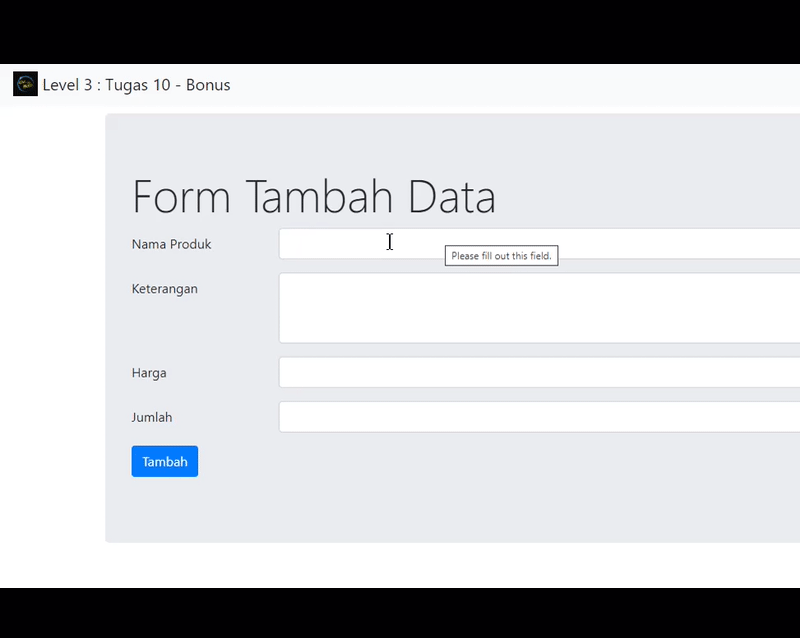 Level 3 : Tugas 10 - Bonus
Form Tambah Data
Nama Produk
Please fill out this field.
Keterangan
Harga
Jumlah
Tambah